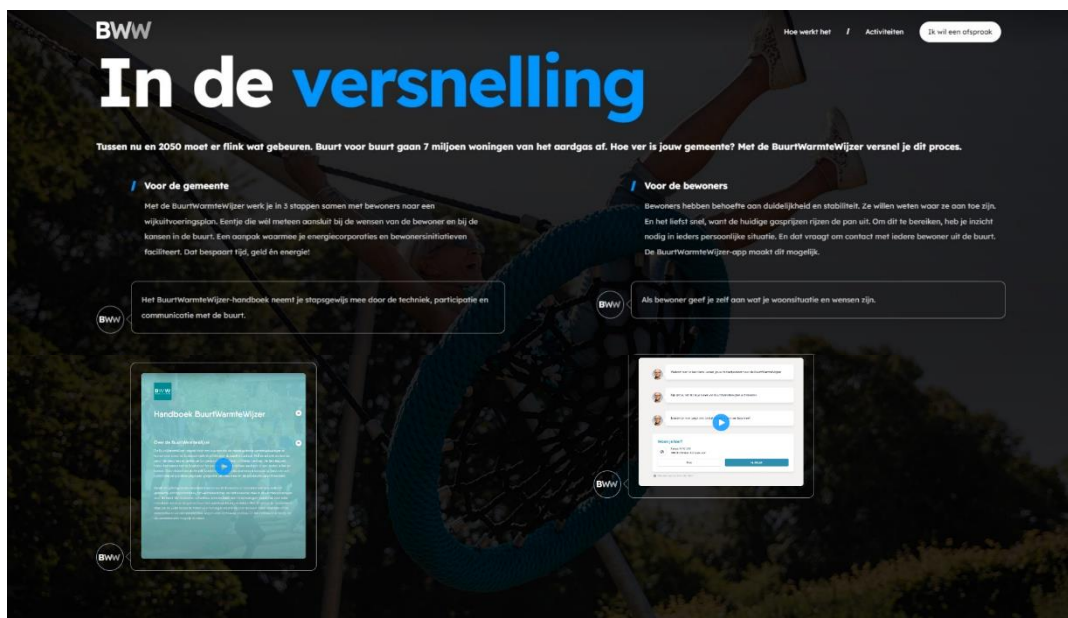 BWW
Hoe werkt het / Activiteiten Ik wil een afspraak
In de versnelling
Tussen nu en 2050 moet er flink wat gebeuren. Buurt voor buurt gaan 7 miljoen woningen van het aardgas af. Hoe ver is jouw gemeente? Met de BuurtWarmteWijzer versnel je dit proces.
/ Voor de gemeente
Met de BuurtWarmteWijzer werk je in 3 stappen samen met bewoners naar een
wijkuitvoeringsplan. Eentje die wél meteen aansluit bij de wensen van de bewoner en bij de
kansen in de buurt. Een aanpak waarmee je energiecorporaties en bewonersinitiatieven
faciliteert. Dat bespaart tijd, geld én energie!
BWW
Het BuurtWarmteWijzer-handboek neemt je stapsgewijs mee door de techniek, participatie en
communicatie met de buurt.
BWW
Handboek BuurtWarmteWijzer
Over de BuurtWarmteWijzer
BWW
/ Voor de bewoners
Bewoners hebben behoefte aan duidelijkheid en stabiliteit. Ze willen weten waar ze aan toe zijn.
En het liefst snel, want de huidige gasprijzen rijzen de pan uit. Om dit te bereiken, heb je inzicht
nodig in ieders persoonlijke situatie. En dat vraagt om contact met iedere bewoner uit de buurt.
De BuurtWarmteWijzer-app maakt dit mogelijk.
BWW
Als bewoner geef je zelf aan wat je woonsituatie en wensen zijn.
BWW